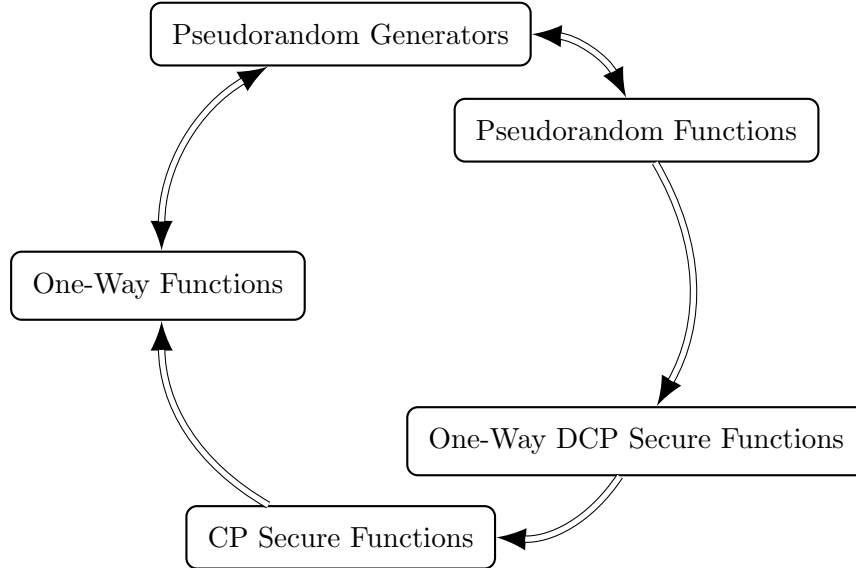 Pseudorandom Generators
Pseudorandom Functions
One-Way Functions
One-Way DCP Secure Functions
CP Secure Functions